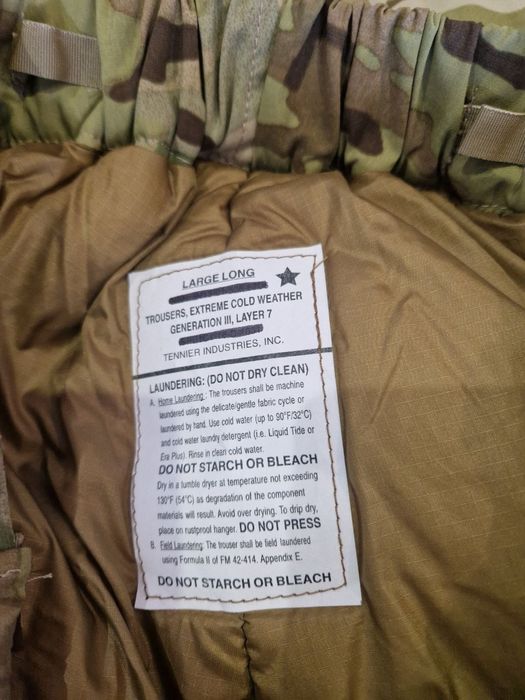 LARGE LONG
TROUSERS, EXTREME COLD WEATHER
GENERATION III, LAYER 7
TENNIER INDUSTRIES, INC.
LAUNDERING: (DO NOT DRY CLEAN)
A. Home Laundering: The trousers shall be machine
laundered using the delicate/gentle fabric cycle or
laundered by hand. Use cold water (up to 90°F/32°C)
and cold water laundry detergent (i.e. Liquid Tide or
Era Plus). Rinse in clean cold water.
DO NOT STARCH OR BLEACH
Dry in a tumble dryer at temperature not exceeding
130°F (54°C) as degradation of the component
materials will result. Avoid over drying. To drip dry,
place on rustproof hanger. DO NOT PRESS
B. Field Laundering: The trouser shall be field laundered
using Formula II of FM 42-414. Appendix E.
DO NOT STARCH OR BLEACH